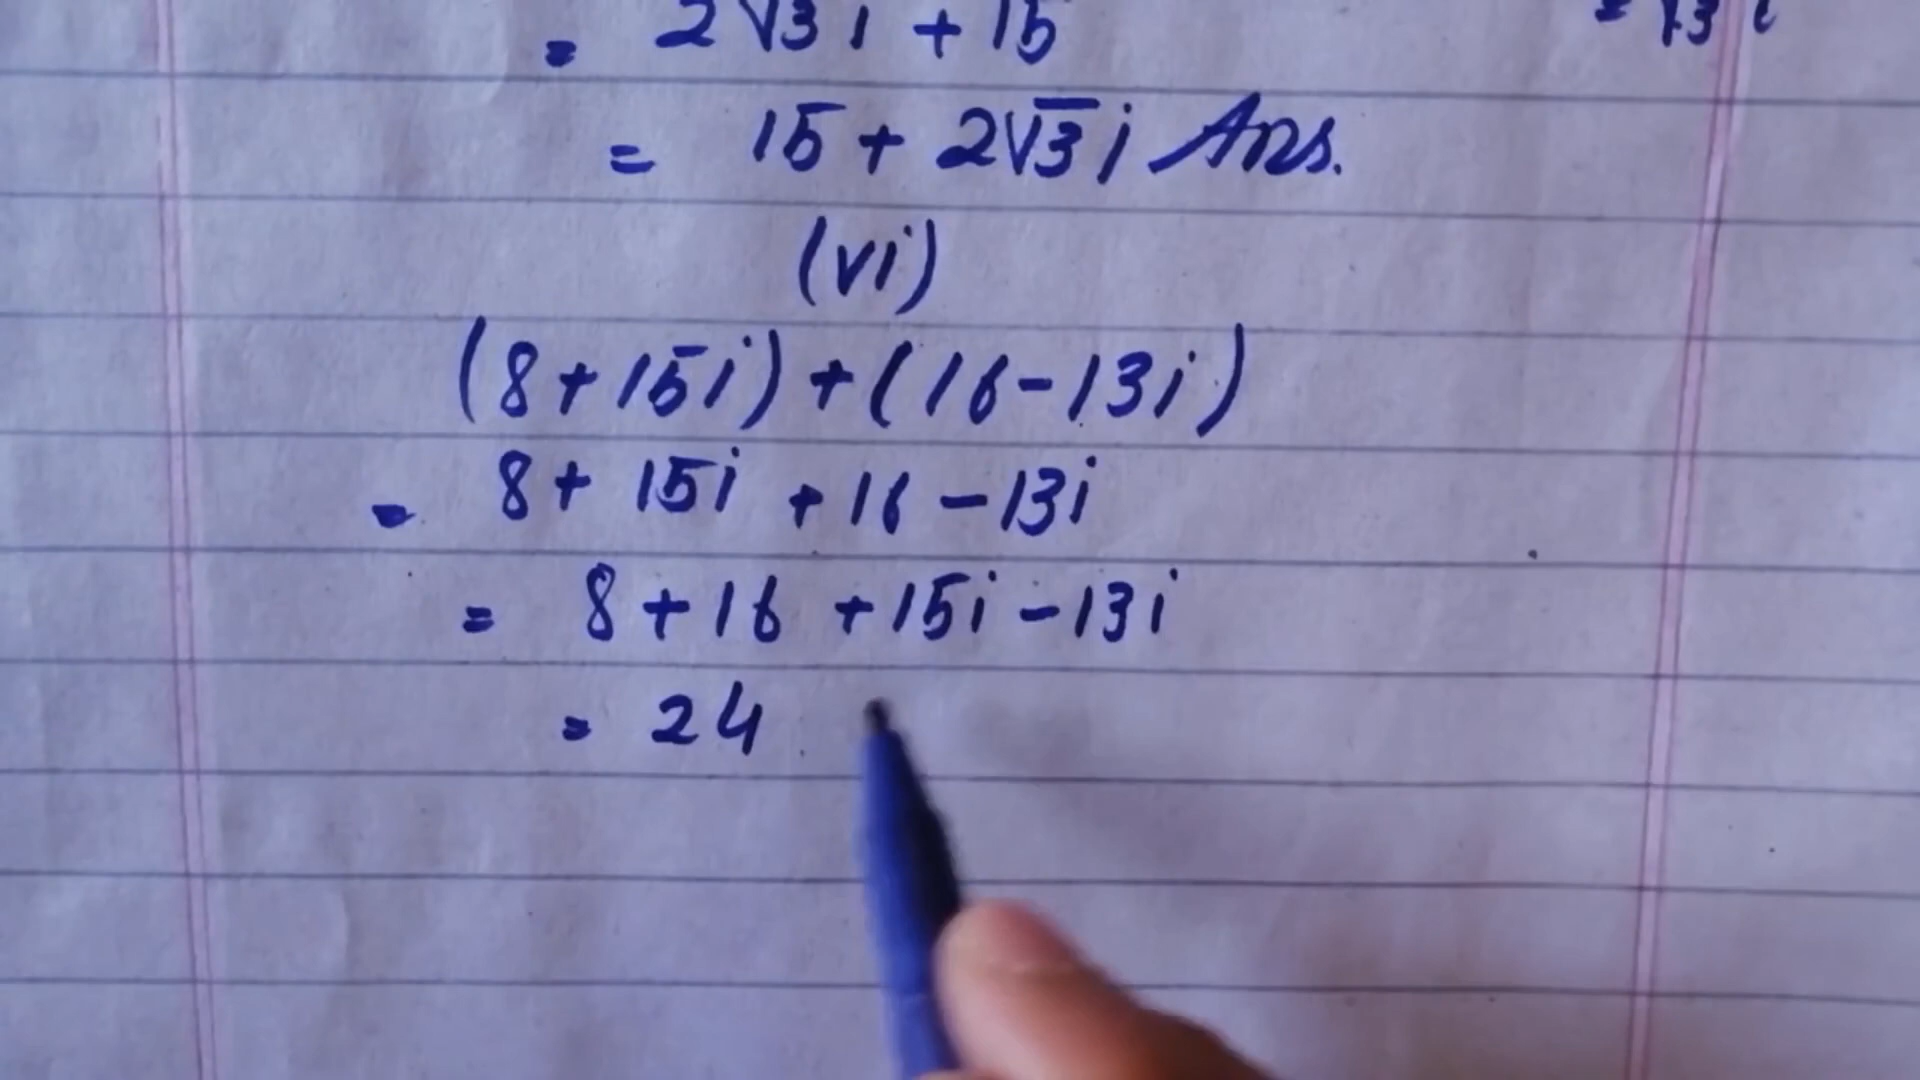 = 2√3 i + 15
= √3 i
= 15 + 2√3 i Ans.
(vi)
(8+15i)+(16-13i)
= 8+ 15i +16 -13i
= 8+16 +15i -13i
= 24